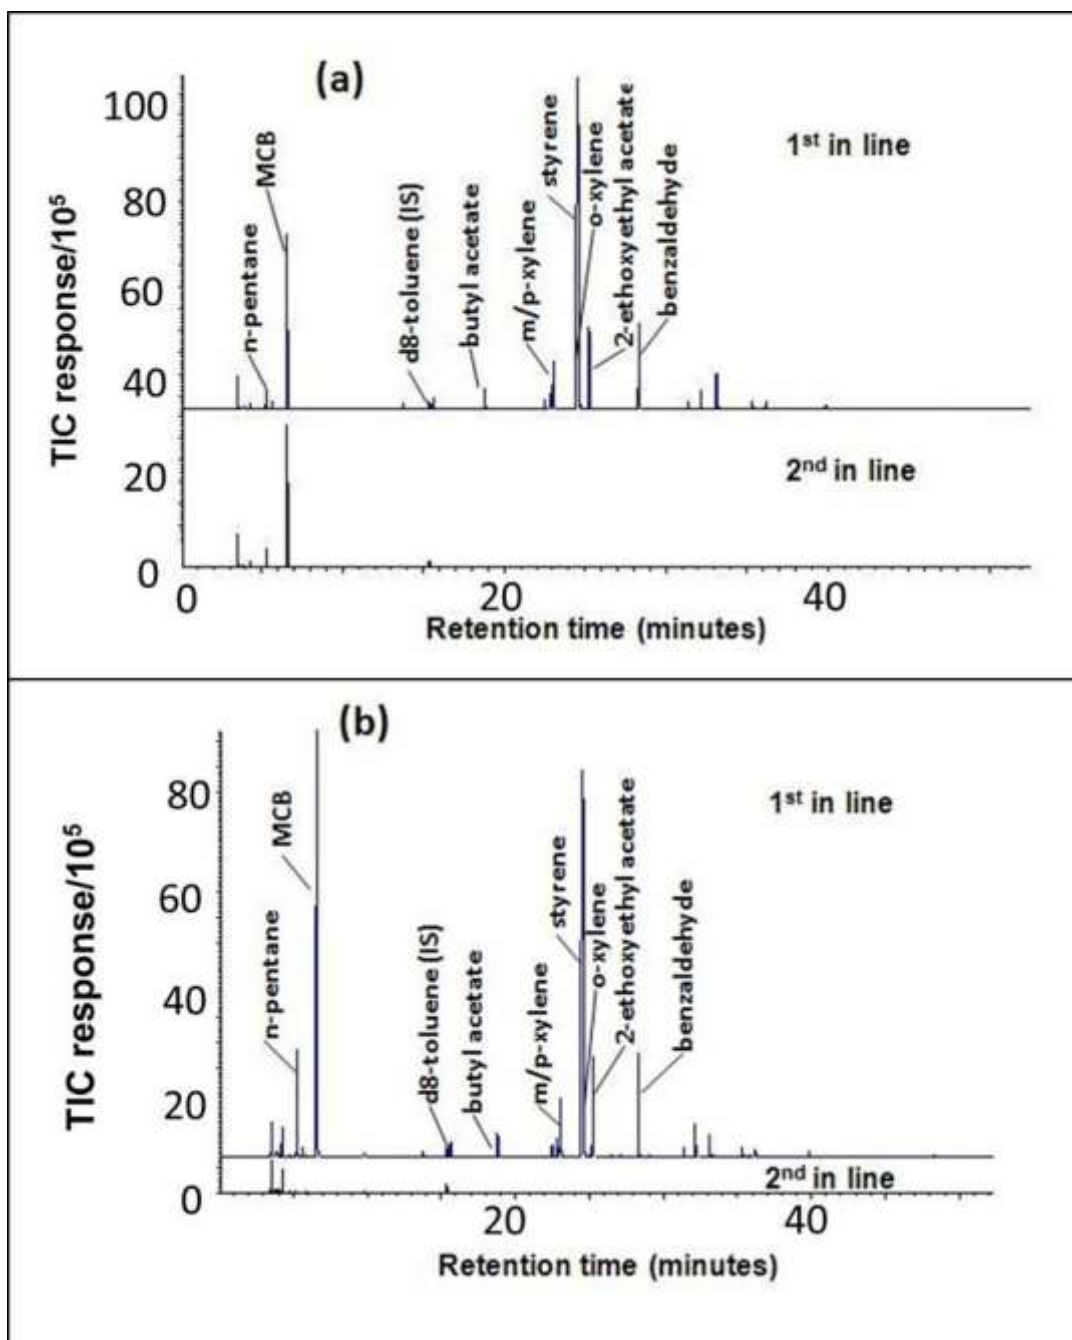 (a)
TIC response/10⁵
100
80
60
40
20
0
n-pentane
MCB
d8-toluene (IS)
butyl acetate
m/p-xylene
styrene
o-xylene
2-ethoxyethyl acetate
benzaldehyde
1st in line
2nd in line
0
20
40
Retention time (minutes)
(b)
TIC response/10⁵
80
60
40
20
0
n-pentane
MCB
d8-toluene (IS)
butyl acetate
m/p-xylene
styrene
o-xylene
2-ethoxyethyl acetate
benzaldehyde
1st in line
2nd in line
20
40
Retention time (minutes)